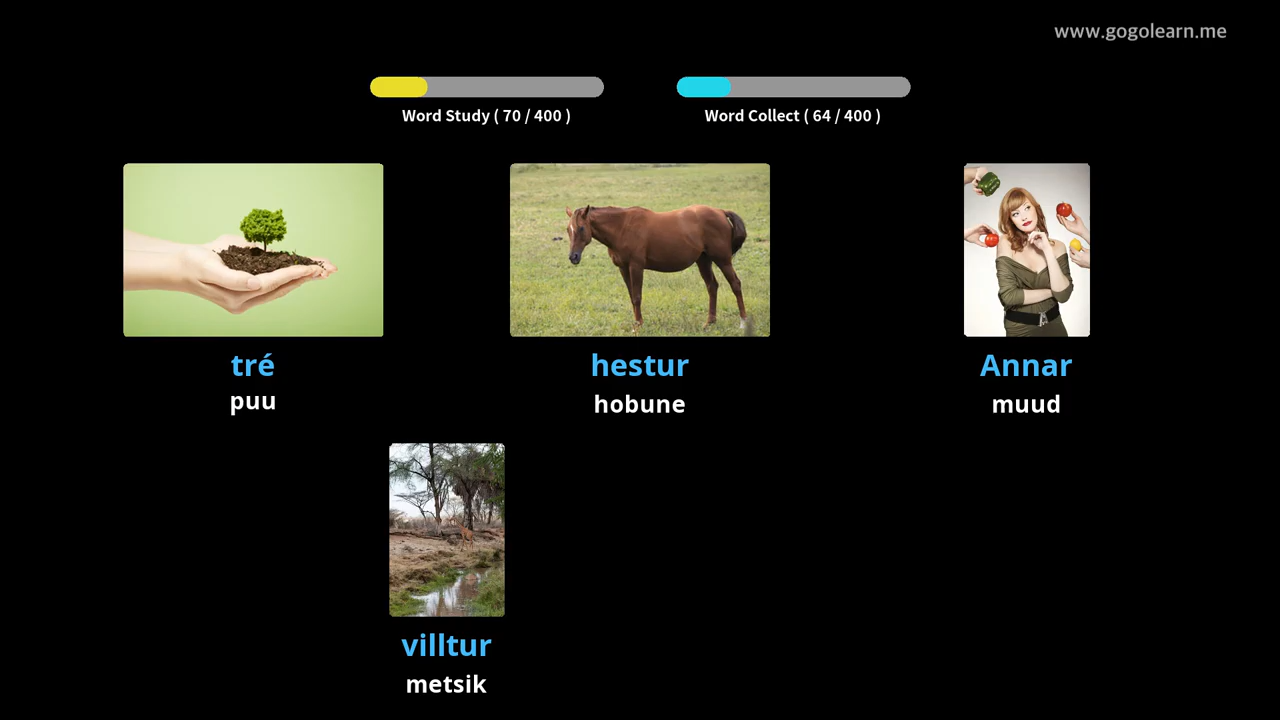 www.gogolearn.me
Word Study ( 70 / 400 )
Word Collect ( 64 / 400 )
tré
puu
hestur
hobune
Annar
muud
villtur
metsik